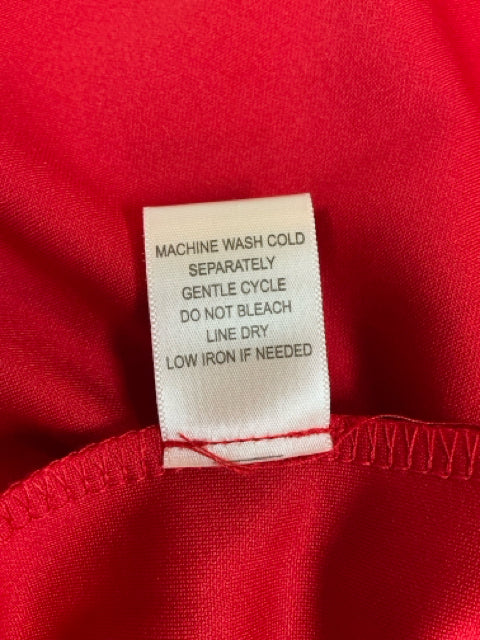 MACHINE WASH COLD
SEPARATELY
GENTLE CYCLE
DO NOT BLEACH
LINE DRY
LOW IRON IF NEEDED